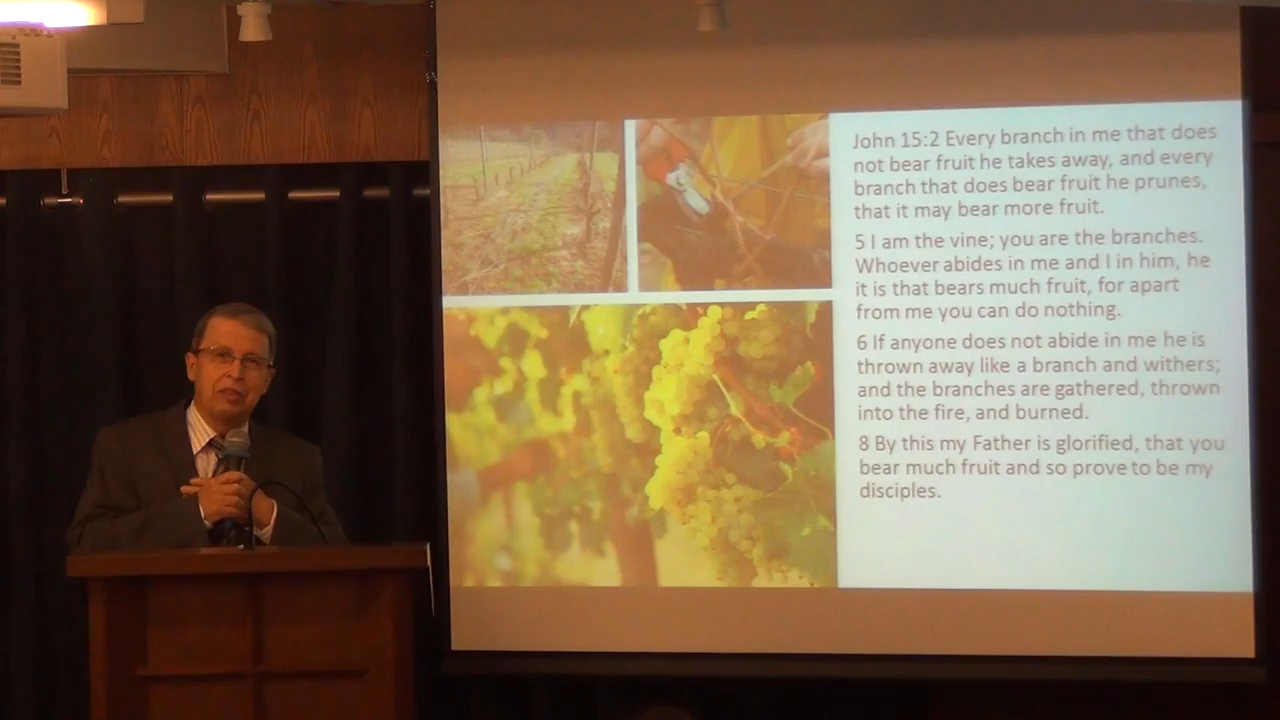 John 15:2 Every branch in me that does
not bear fruit he takes away, and every
branch that does bear fruit he prunes,
that it may bear more fruit.
5 I am the vine; you are the branches.
Whoever abides in me and I in him, he
it is that bears much fruit, for apart
from me you can do nothing.
6 If anyone does not abide in me he is
thrown away like a branch and withers;
and the branches are gathered, thrown
into the fire, and burned.
8 By this my Father is glorified, that you
bear much fruit and so prove to be my
disciples.